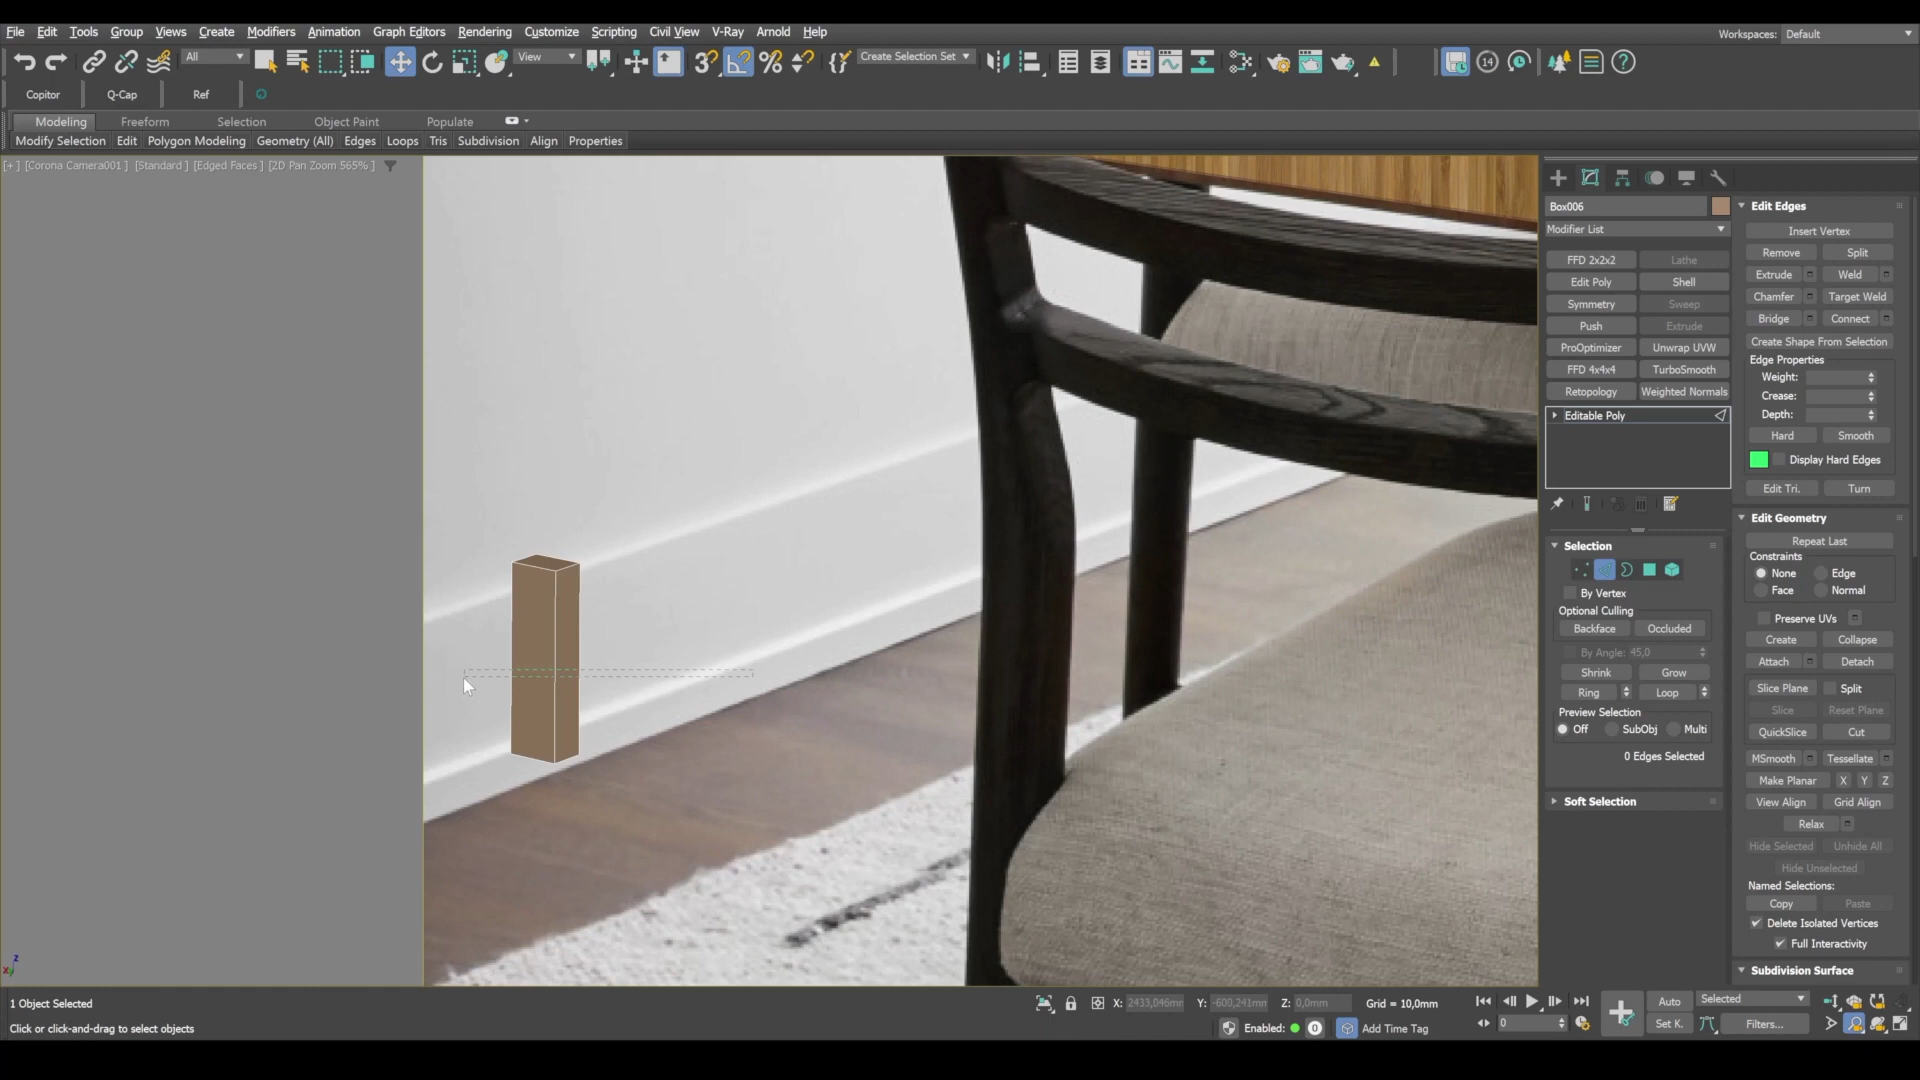 File Edit Tools Group Views Create Modifiers Animation Graph Editors Rendering Customize Scripting Civil View V-Ray Arnold Help Workspaces: Default
All View Create Selection Set 14
Copitor Q-Cap Ref
Modeling Freeform Selection Object Paint Populate
Modify Selection Edit Polygon Modeling Geometry (All) Edges Loops Tris Subdivision Align Properties
[+] [Corona Camera001 ] [Standard ] [Edged Faces ] [2D Pan Zoom 565% ]
Box006
Modifier List
FFD 2x2x2 Lathe
Edit Poly Shell
Symmetry Sweep
Push Extrude
ProOptimizer Unwrap UVW
FFD 4x4x4 TurboSmooth
Retopology Weighted Normals
Editable Poly
Selection
By Vertex
Optional Culling
Backface Occluded
By Angle: 45,0
Shrink Grow
Ring Loop
Preview Selection
Off SubObj Multi
0 Edges Selected
Soft Selection
Edit Edges
Insert Vertex
Remove Split
Extrude Weld
Chamfer Target Weld
Bridge Connect
Create Shape From Selection
Edge Properties
Weight:
Crease:
Depth:
Hard Smooth
Display Hard Edges
Edit Tri. Turn
Edit Geometry
Repeat Last
Constraints
None Edge
Face Normal
Preserve UVs
Create Collapse
Attach Detach
Slice Plane Split
Slice Reset Plane
QuickSlice Cut
MSmooth Tessellate
Make Planar X Y Z
View Align Grid Align
Relax
Hide Selected Unhide All
Hide Unselected
Named Selections:
Copy Paste
Delete Isolated Vertices
Full Interactivity
Subdivision Surface
z
x
1 Object Selected X: 2433,046mm Y: -600,241mm Z: 0,0mm Grid = 10,0mm Auto Selected
Click or click-and-drag to select objects Enabled: 0 Add Time Tag 0 Set K. Filters...